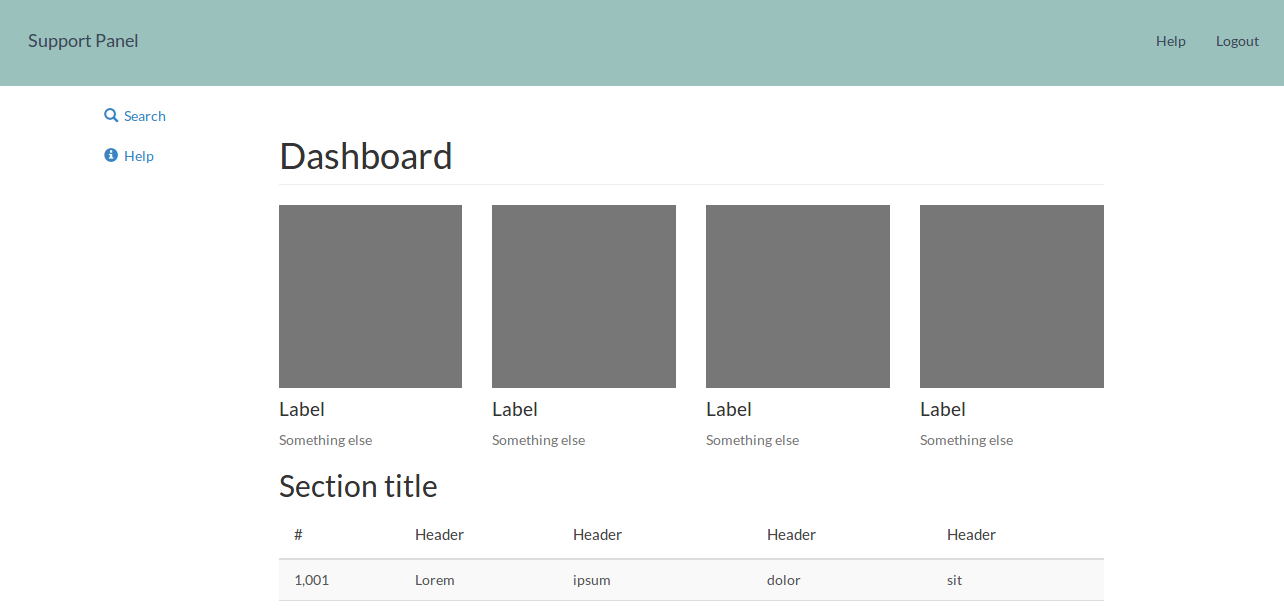 Support Panel Help Logout
Search
Help
Dashboard
Label Label Label Label
Something else Something else Something else Something else
Section title
# Header Header Header Header
1,001 Lorem ipsum dolor sit